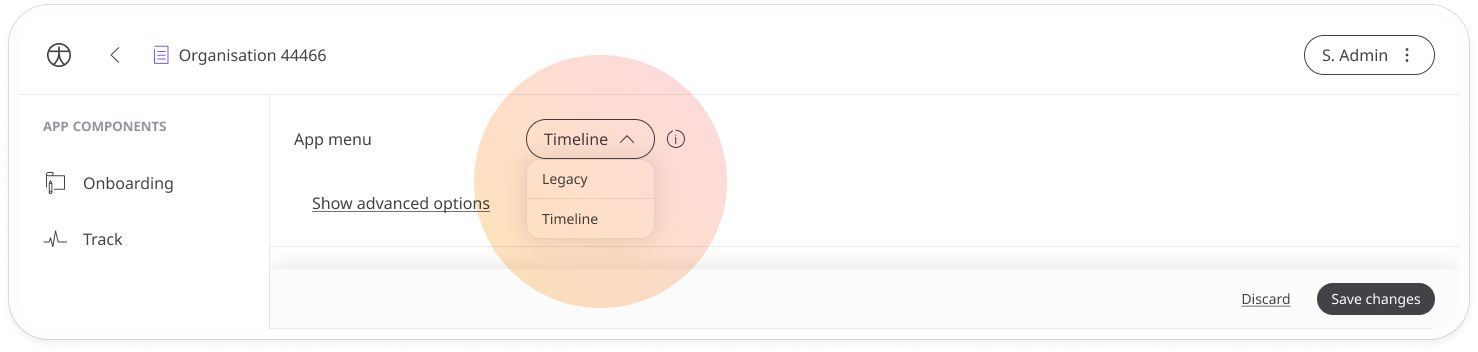 Organisation 44466
S. Admin
APP COMPONENTS
Onboarding
Track
App menu
Timeline
Legacy
Timeline
Show advanced options
Discard
Save changes